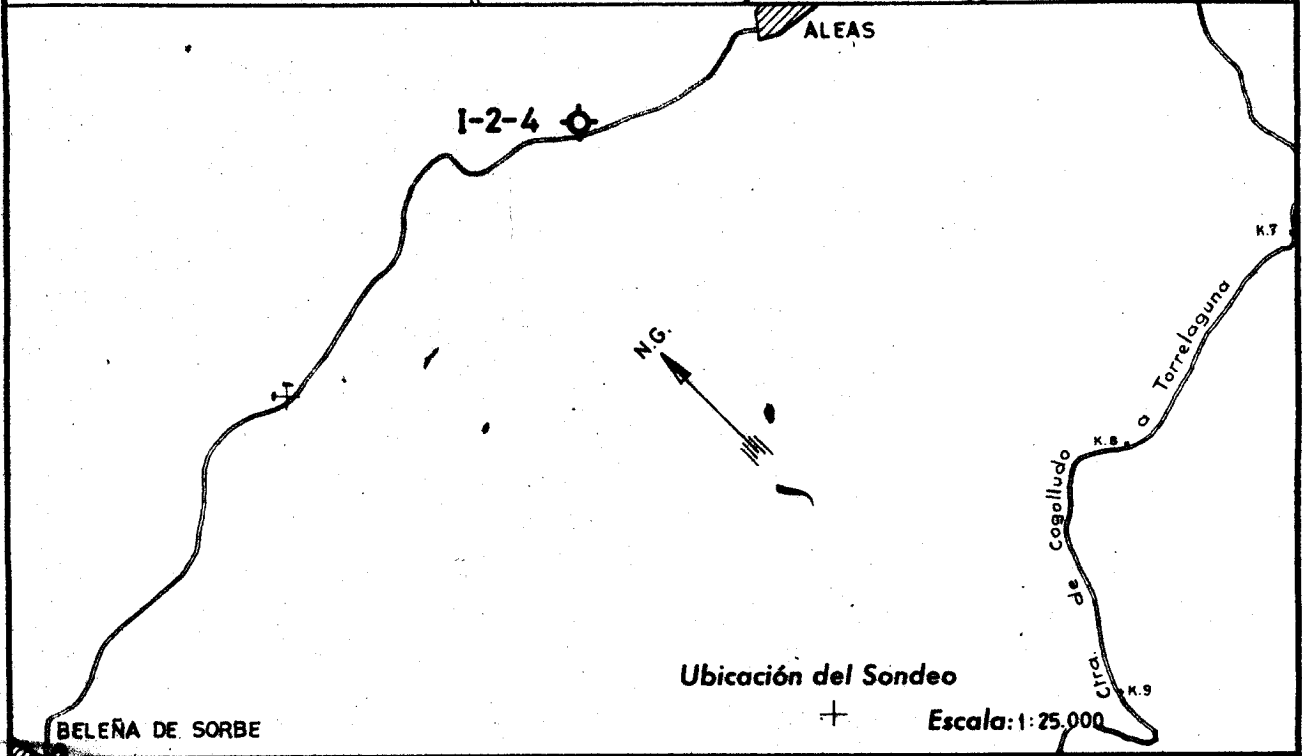 ALEAS
I-2-4
K.7
N.G.
Ctra. de Cogolludo a Torrelaguna
K.8
Ubicación del Sondeo
K.9
Escala: 1:25.000
BELEÑA DE SORBE